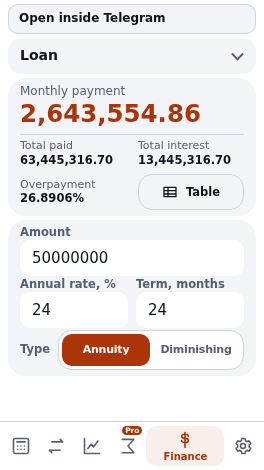 Open inside Telegram
Loan
Monthly payment
2,643,554.86
Total paid
63,445,316.70
Total interest
13,445,316.70
Overpayment
26.8906%
Table
Amount
50000000
Annual rate, %
24
Term, months
24
Type
Annuity
Diminishing
Pro
Finance